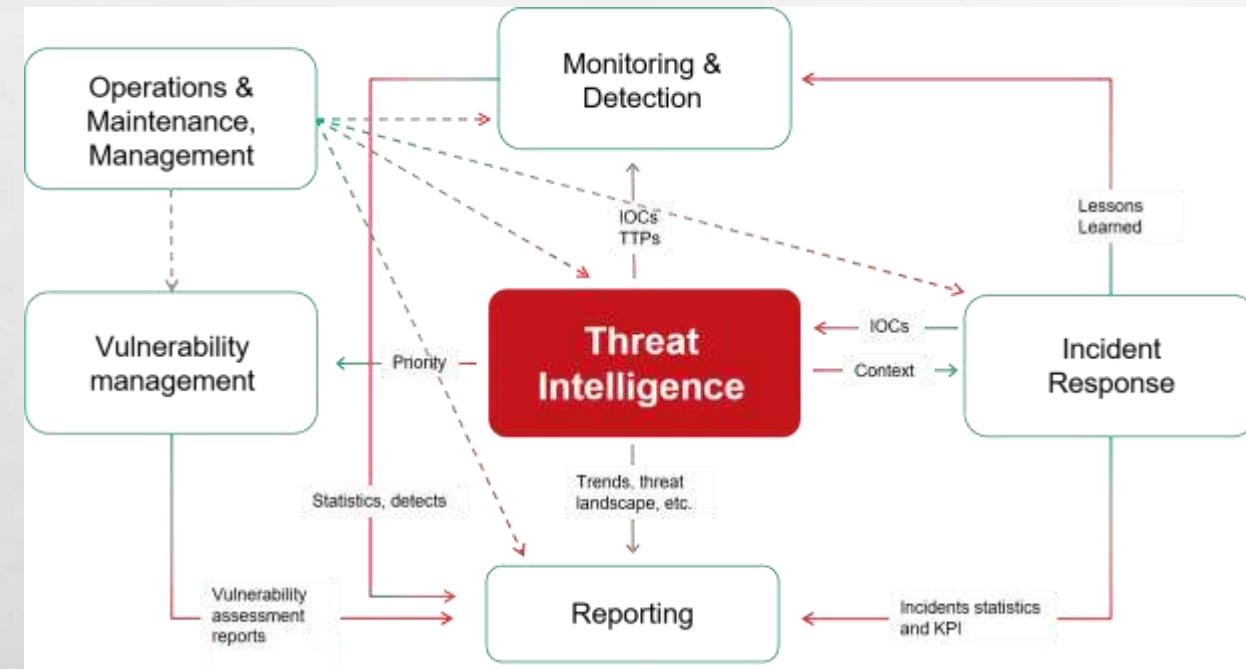 Operations &
Maintenance,
Management
Monitoring &
Detection
IOCs
TTPs
Lessons
Learned
Vulnerability
management
Priority
Threat
Intelligence
IOCs
Context
Incident
Response
Statistics, detects
Trends, threat
landscape, etc.
Vulnerability
assessment
reports
Reporting
Incidents statistics
and KPI